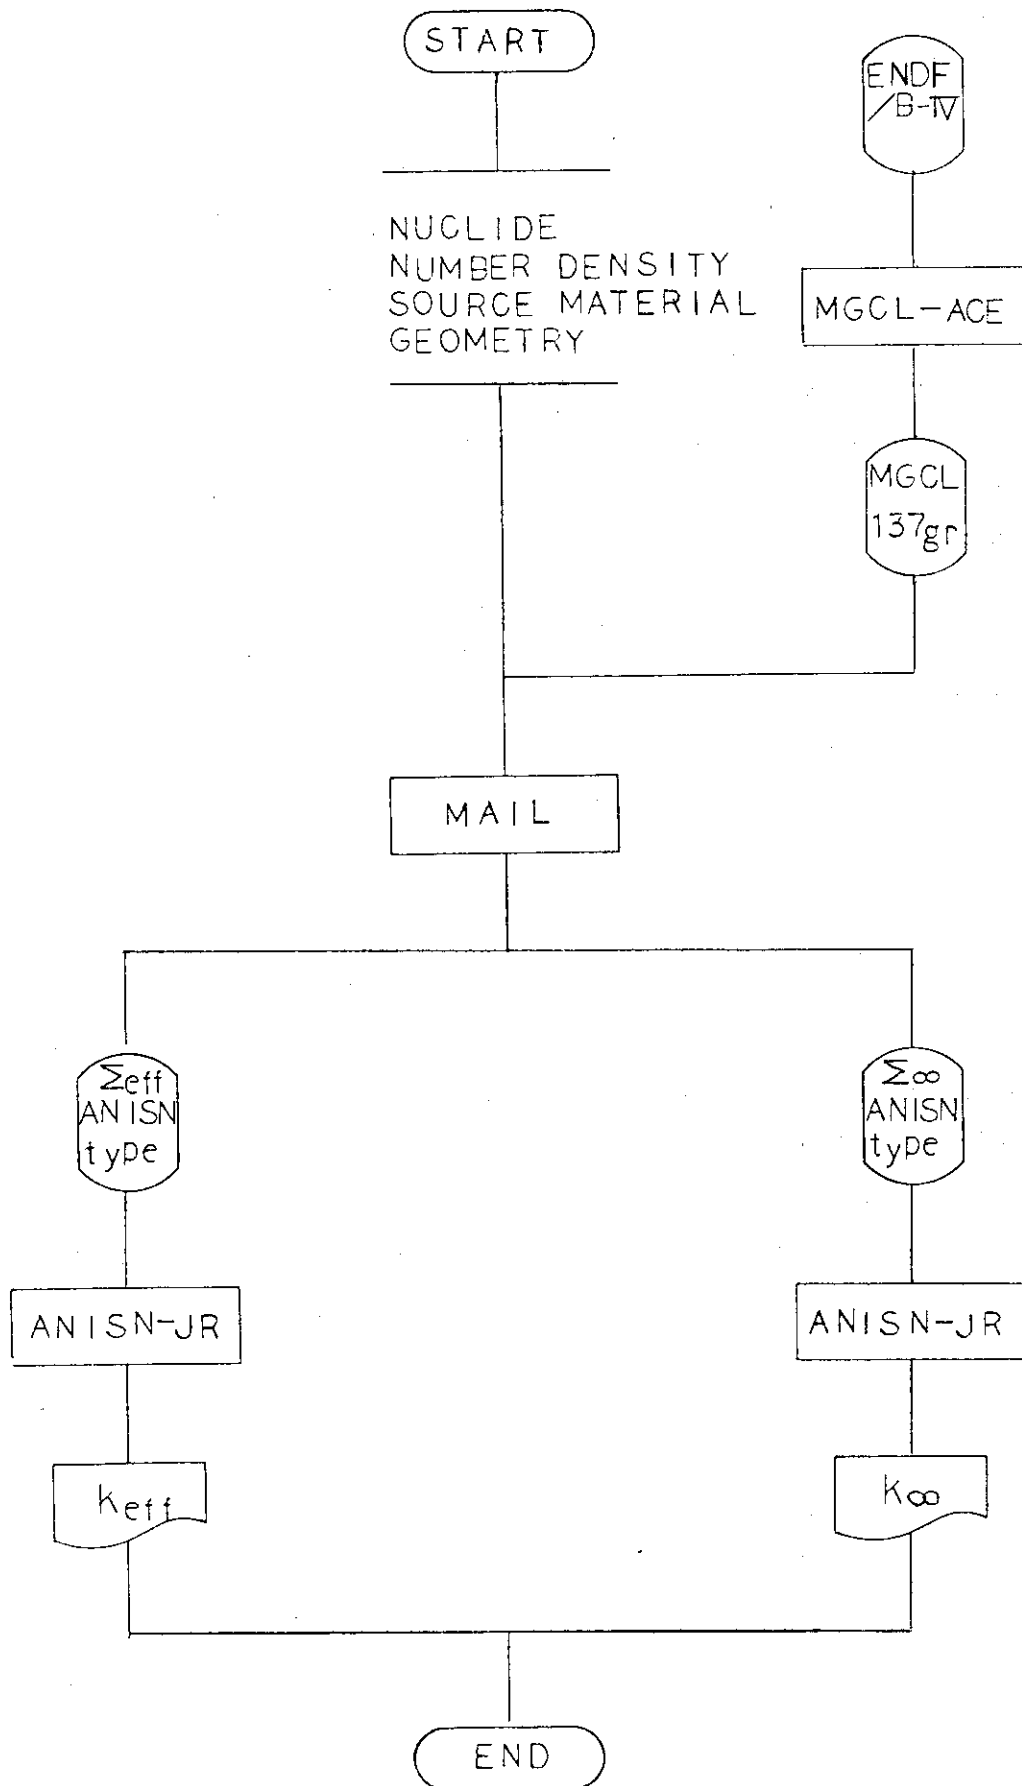 START
ENDF
/B-IV
NUCLIDE
NUMBER DENSITY
SOURCE MATERIAL
GEOMETRY
MGCL-ACE
MGCL
137gr
MAIL
Σeff
ANISN
type
Σ∞
ANISN
type
ANISN-JR
ANISN-JR
keff
k∞
END